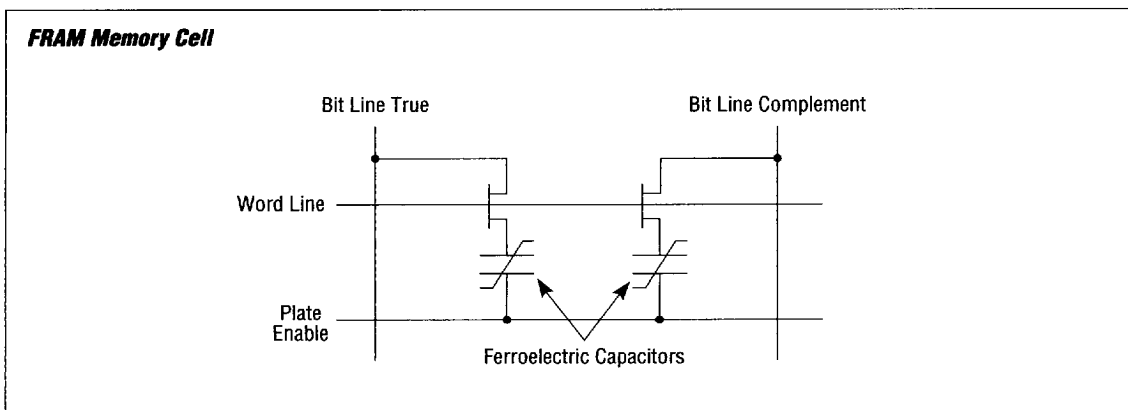 FRAM Memory Cell
Bit Line True
Bit Line Complement
Word Line
Plate
Enable
Ferroelectric Capacitors